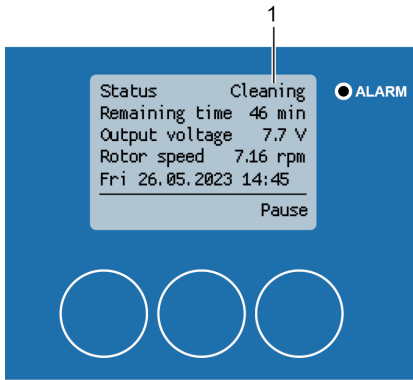 1
Status Cleaning
ALARM
Remaining time 46 min
Output voltage 7.7 V
Rotor speed 7.16 rpm
Fri 26.05.2023 14:45
Pause